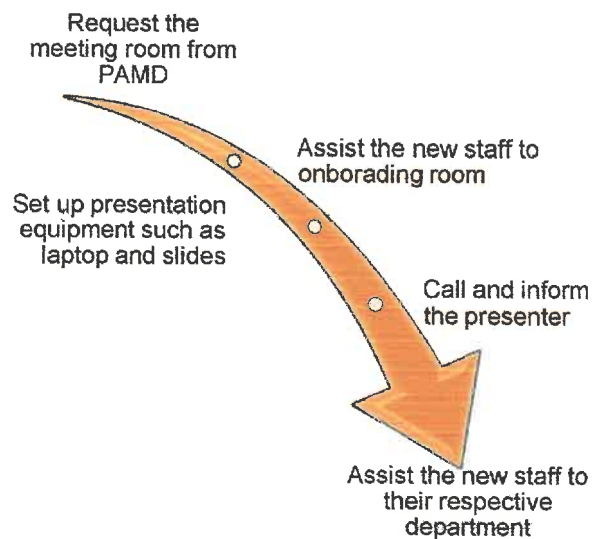 Request the
meeting room from
PAMD
Set up presentation
equipment such as
laptop and slides
Assist the new staff to
onborading room
Call and inform
the presenter
Assist the new staff to
their respective
department